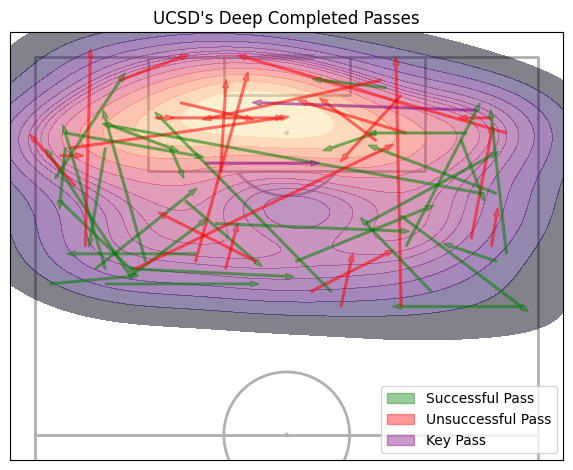 UCSD's Deep Completed Passes
Successful Pass
Unsuccessful Pass
Key Pass